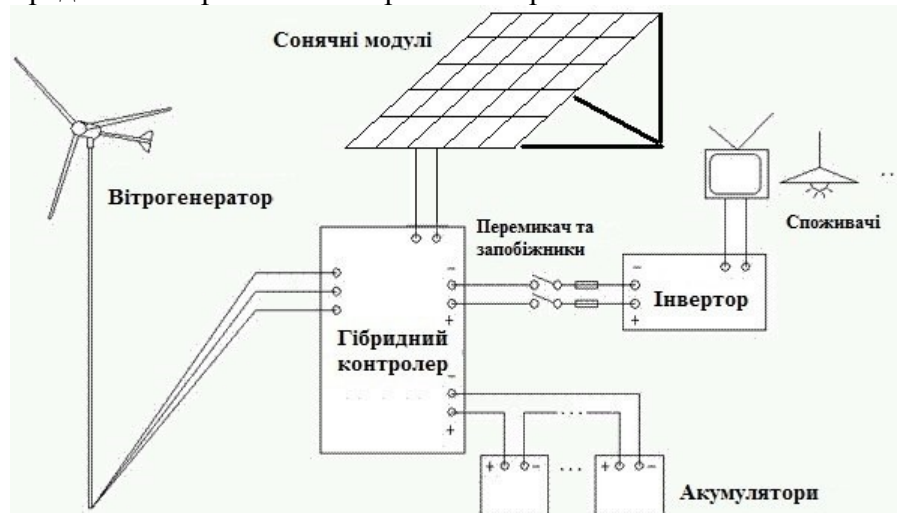 Сонячні модулі
Вітрогенератор
Перемикач та
запобіжники
Споживачі
Інвертор
Гібридний
контролер
Акумулятори
− +
− +
− +
+ − ... + −